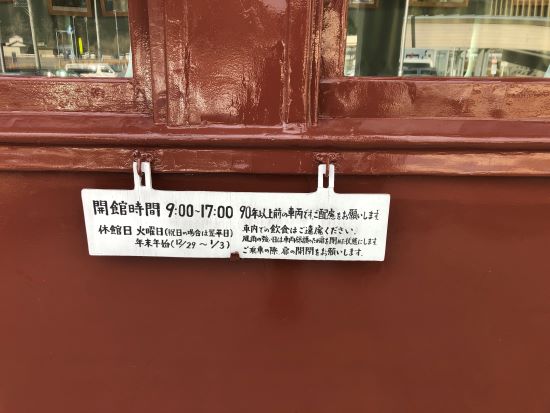 開館時間 9:00~17:00
休館日 火曜日(祝日の場合は翌平日)
年末年始(12/29 ~ 1/3)
90年以上前の車両です。ご配慮をお願いします
車内での飲食はご遠慮ください。
風雨の強い日は車両保護のため扉を閉めた状態にします
ご乗車の際、扉の開閉をお願いします。